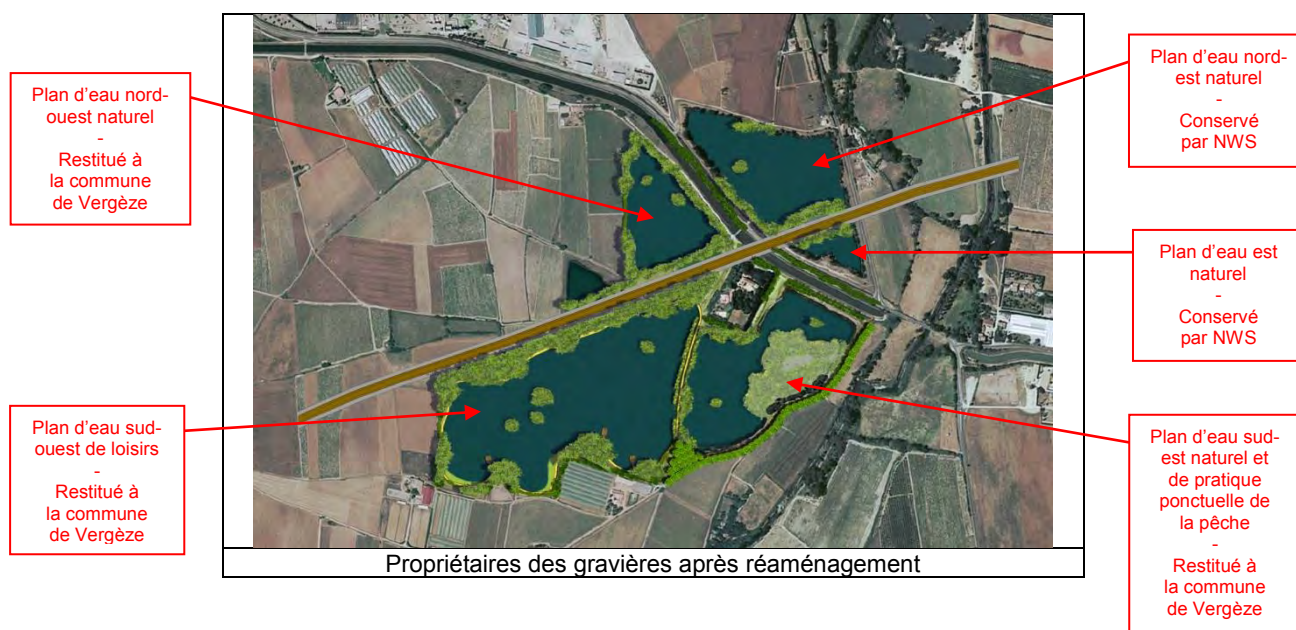 Plan d'eau nord-
ouest naturel
-
Restitué à
la commune
de Vergèze
Plan d'eau sud-
ouest de loisirs
-
Restitué à
la commune
de Vergèze
Plan d'eau nord-
est naturel
-
Conservé
par NWS
Plan d'eau est
naturel
-
Conservé
par NWS
Plan d'eau sud-
est naturel et
de pratique
ponctuelle de
la pêche
-
Restitué à
la commune
de Vergèze
Propriétaires des gravières après réaménagement